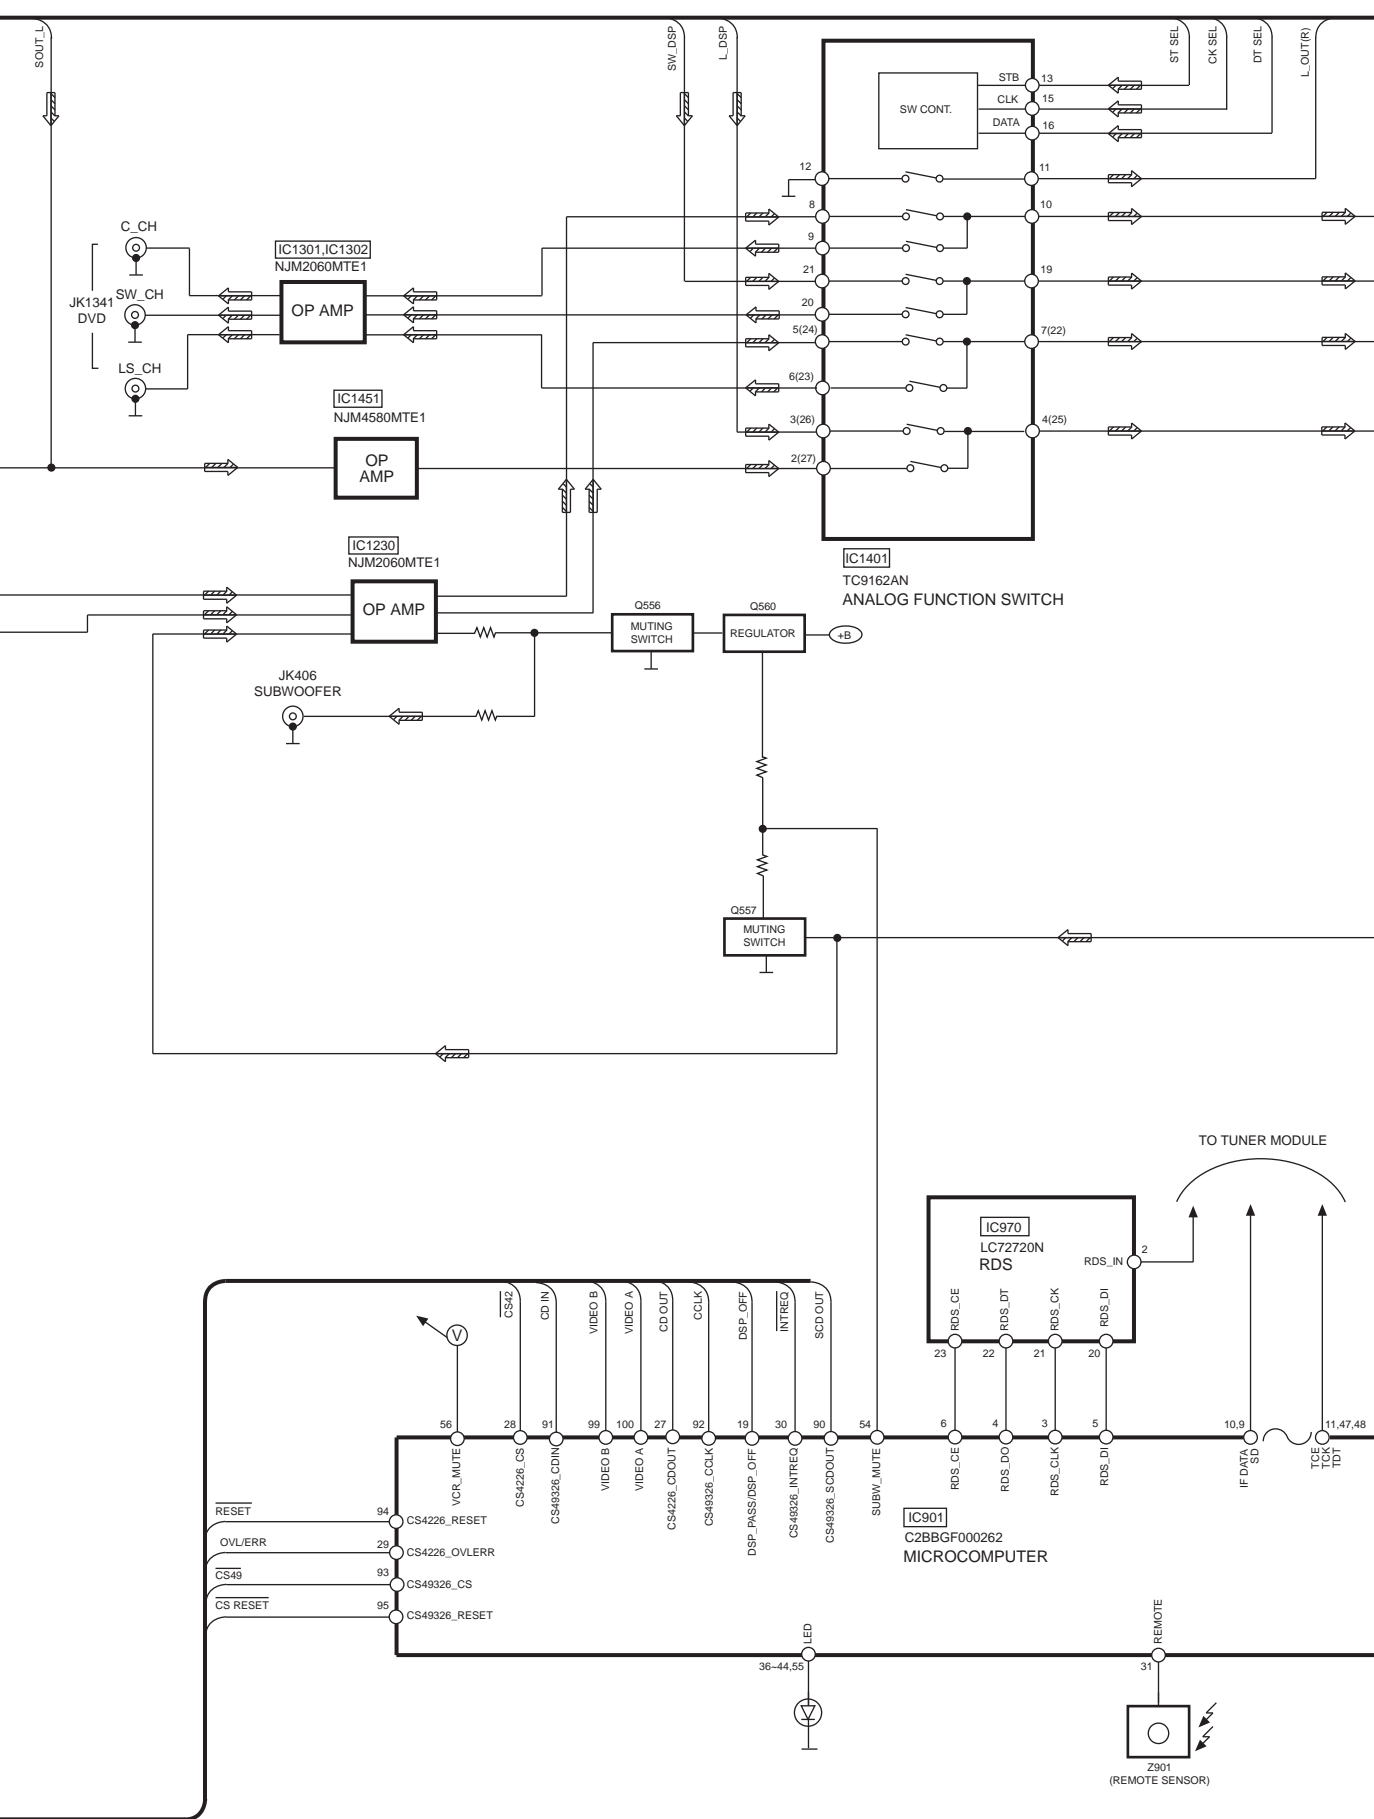 SOUT_L
SW_DSP
L_DSP
ST SEL
CK SEL
DT SEL
L_OUT(R)
SW CONT.
STB
13
CLK
15
DATA
16
12
11
8
10
9
21
19
20
5(24)
7(22)
6(23)
3(26)
4(25)
2(27)
C_CH
JK1341
DVD
SW_CH
LS_CH
IC1301,IC1302
NJM2060MTE1
OP AMP
IC1451
NJM4580MTE1
OP
AMP
IC1401
TC9162AN
ANALOG FUNCTION SWITCH
IC1230
NJM2060MTE1
OP AMP
Q556
MUTING
SWITCH
Q560
REGULATOR
+B
JK406
SUBWOOFER
Q557
MUTING
SWITCH
TO TUNER MODULE
IC970
LC72720N
RDS
RDS_IN
2
RDS_CE
RDS_DT
RDS_CK
RDS_DI
23
22
21
20
CS42
CD IN
VIDEO B
VIDEO A
CD OUT
CCLK
DSP_OFF
INTREQ
SCD OUT
V
56
28
91
99
100
27
92
19
30
90
54
6
4
3
5
10,9
11,47,48
VCR_MUTE
CS4226_CS
CS49326_CDIN
VIDEO B
VIDEO A
CS4226_CDOUT
CS49326_CCLK
DSP_PASS/DSP_OFF
CS49326_INTREQ
CS49326_SCDOUT
SUBW_MUTE
RDS_CE
RDS_DO
RDS_CLK
RDS_DI
IF DATA
SD
TCE
TCK
TDT
IC901
C2BBGF000262
MICROCOMPUTER
RESET
94
CS4226_RESET
OVL/ERR
29
CS4226_OVLERR
CS49
93
CS49326_CS
CS RESET
95
CS49326_RESET
LED
36~44,55
REMOTE
31
Z901
(REMOTE SENSOR)